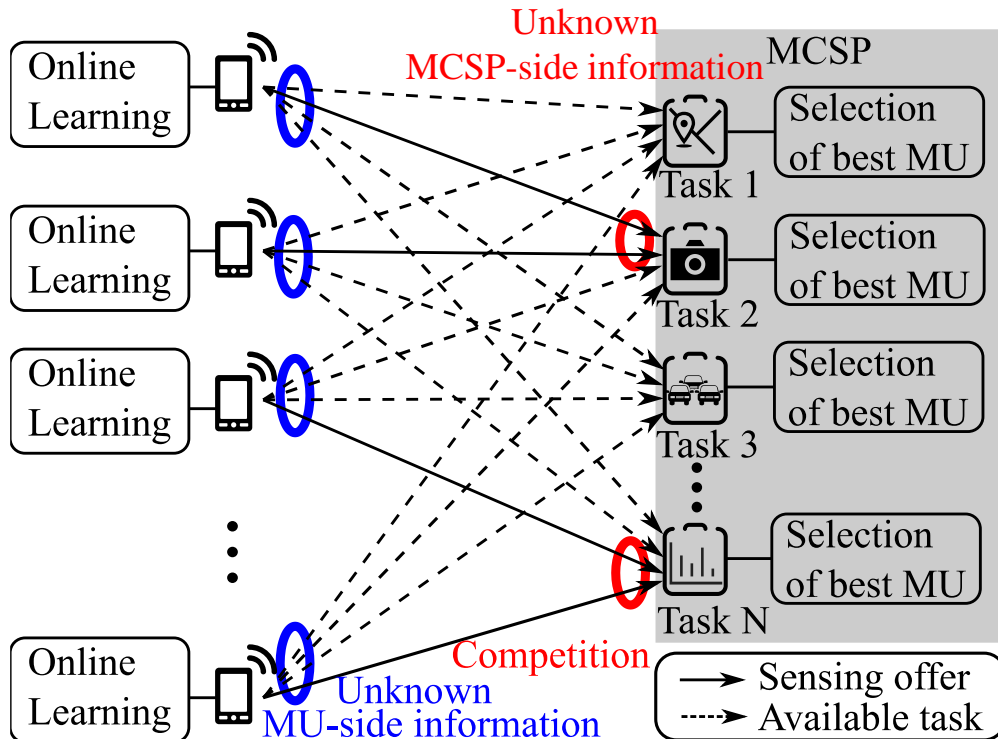 Unknown
MCSP-side information
MCSP
Online
Learning
Task 1
Selection
of best MU
Online
Learning
Task 2
Selection
of best MU
Online
Learning
Task 3
Selection
of best MU
Task N
Selection
of best MU
Online
Learning
Competition
Unknown
MU-side information
Sensing offer
Available task